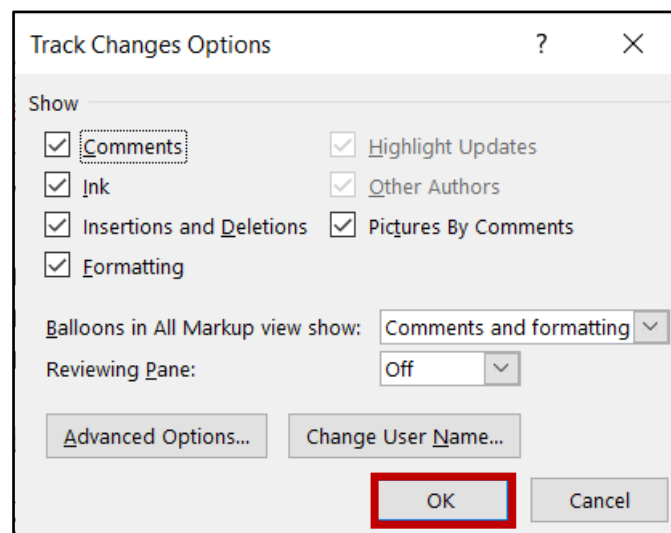 Track Changes Options ?
Show
Comments Highlight Updates
Ink Other Authors
Insertions and Deletions Pictures By Comments
Formatting
Balloons in All Markup view show: Comments and formatting
Reviewing Pane: Off
Advanced Options... Change User Name...
OK Cancel